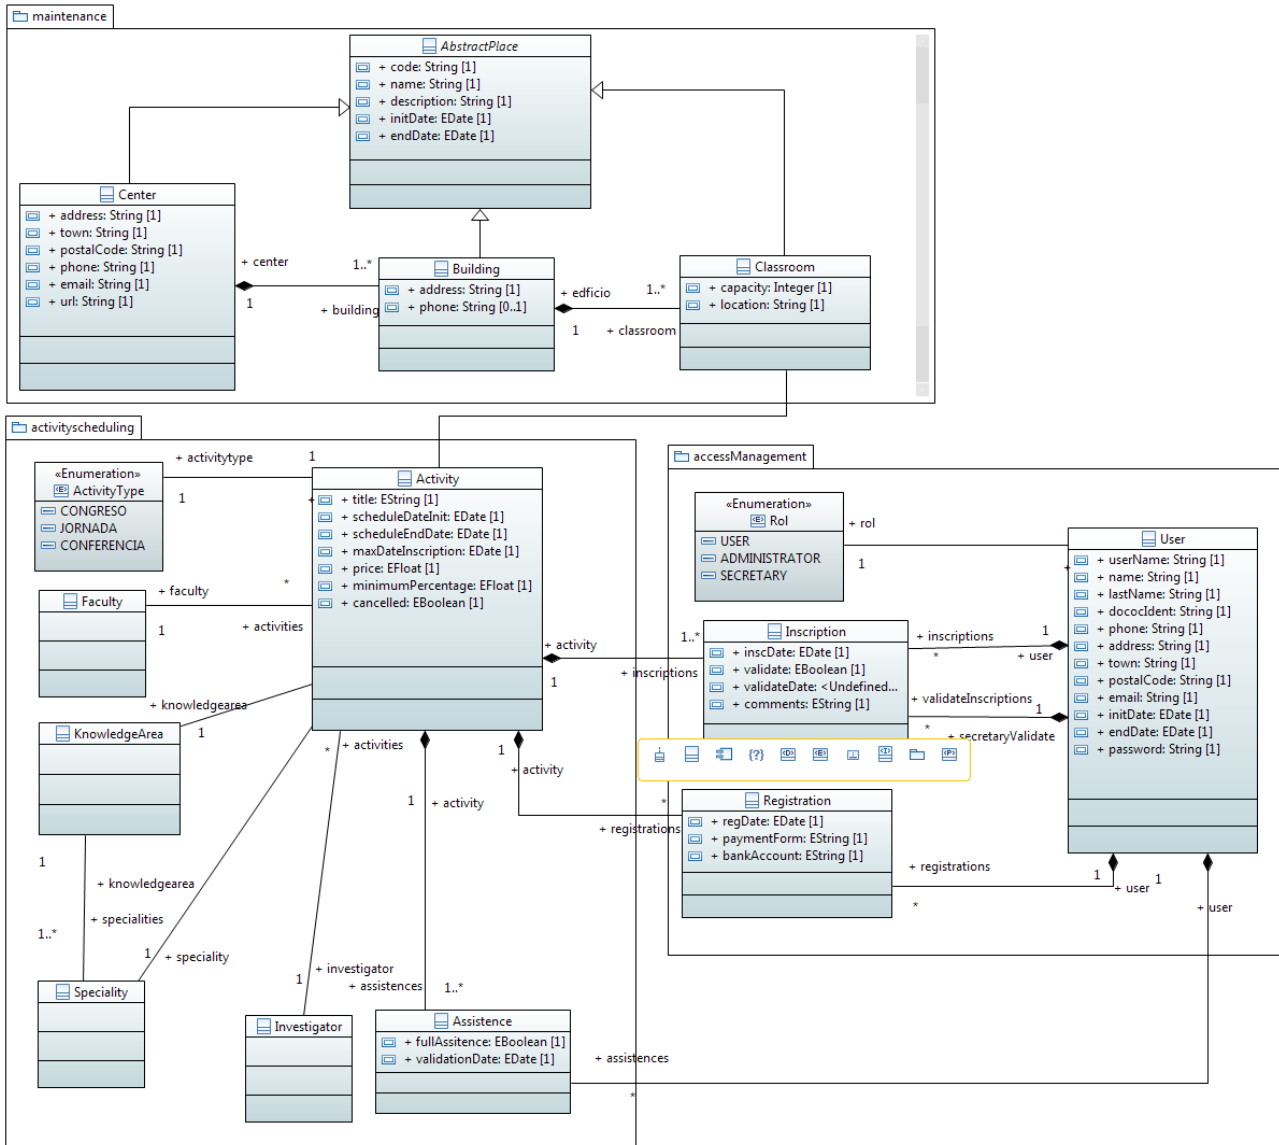 maintenance
AbstractPlace
+ code: String [1]
+ name: String [1]
+ description: String [1]
+ initDate: EDate [1]
+ endDate: EDate [1]
Center
+ address: String [1]
+ town: String [1]
+ postalCode: String [1]
+ phone: String [1]
+ email: String [1]
+ url: String [1]
+ center
1..*
1
+ building
Building
+ address: String [1]
+ phone: String [0..1]
+ edficio
1..*
1
+ classroom
Classroom
+ capacity: Integer [1]
+ location: String [1]
activityscheduling
+ activitytype
1
1
«Enumeration»
ActivityType
CONGRESO
JORNADA
CONFERENCIA
Activity
+ title: EString [1]
+ scheduleDateInit: EDate [1]
+ scheduleEndDate: EDate [1]
+ maxDateInscription: EDate [1]
+ price: EFloat [1]
+ minimumPercentage: EFloat [1]
+ cancelled: EBoolean [1]
Faculty
+ faculty
*
1
+ activities
KnowledgeArea
+ knowledgearea
1
* + activities
1
+ knowledgearea
+ specialities
1..*
1
+ speciality
Speciality
+ investigator
1
Investigator
1
+ activity
+ assistences
1..*
Assistence
+ fullAssitence: EBoolean [1]
+ validationDate: EDate [1]
+ assistences
*
accessManagement
«Enumeration»
Rol
USER
ADMINISTRATOR
SECRETARY
+ rol
1
User
+ userName: String [1]
+ name: String [1]
+ lastName: String [1]
+ dococIdent: String [1]
+ phone: String [1]
+ address: String [1]
+ town: String [1]
+ postalCode: String [1]
+ email: String [1]
+ initDate: EDate [1]
+ endDate: EDate [1]
+ password: String [1]
+ activity
1
1..*
+ inscriptions
Inscription
+ inscDate: EDate [1]
+ validate: EBoolean [1]
+ validateDate: <Undefined...
+ comments: EString [1]
+ inscriptions
1
*
+ user
+ validateInscriptions
1
*
+ secretaryValidate
{?}
1
+ activity
*
+ registrations
Registration
+ regDate: EDate [1]
+ paymentForm: EString [1]
+ bankAccount: EString [1]
+ registrations
*
1
+ user
1
+ user